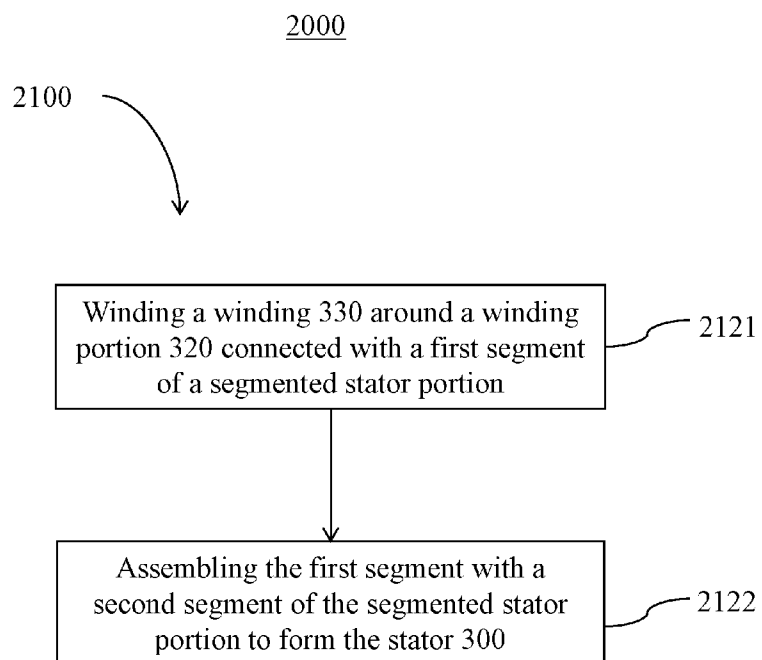 2000
2100
Winding a winding 330 around a winding
portion 320 connected with a first segment
of a segmented stator portion
2121
Assembling the first segment with a
second segment of the segmented stator
portion to form the stator 300
2122